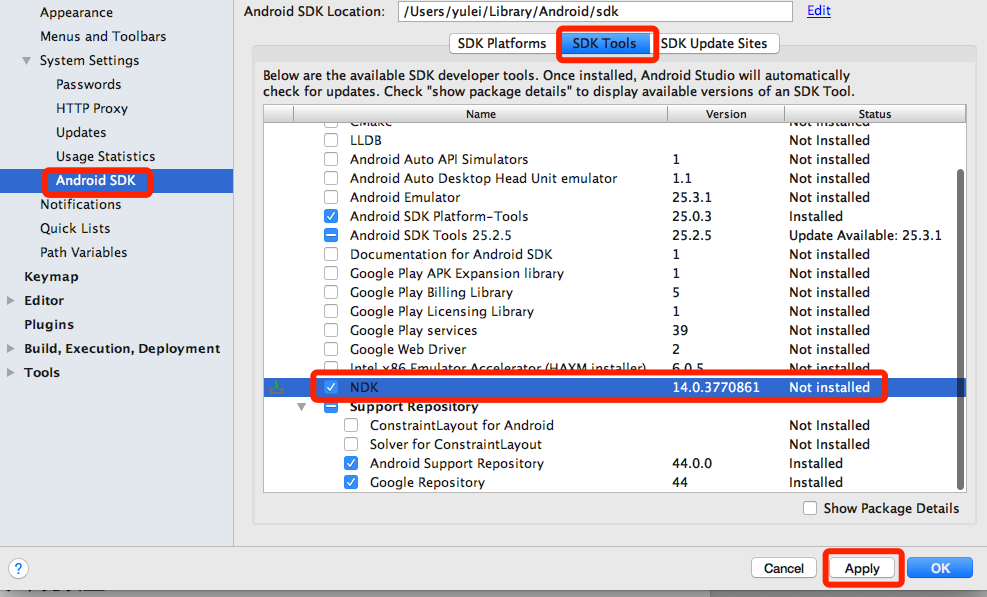 Appearance
Menus and Toolbars
System Settings
Passwords
HTTP Proxy
Updates
Usage Statistics
Android SDK
Notifications
Quick Lists
Path Variables
Keymap
Editor
Plugins
Build, Execution, Deployment
Tools
Android SDK Location: /Users/yulei/Library/Android/sdk Edit
SDK Platforms SDK Tools SDK Update Sites
Below are the available SDK developer tools. Once installed, Android Studio will automatically
check for updates. Check "show package details" to display available versions of an SDK Tool.
Name Version Status
CMake Not Installed
LLDB Not Installed
Android Auto API Simulators 1 Not installed
Android Auto Desktop Head Unit emulator 1.1 Not installed
Android Emulator 25.3.1 Not installed
Android SDK Platform-Tools 25.0.3 Installed
Android SDK Tools 25.2.5 25.2.5 Update Available: 25.3.1
Documentation for Android SDK 1 Not installed
Google Play APK Expansion library 1 Not installed
Google Play Billing Library 5 Not installed
Google Play Licensing Library 1 Not installed
Google Play services 39 Not installed
Google Web Driver 2 Not installed
Intel x86 Emulator Accelerator (HAXM installer) 6.0.5 Not installed
NDK 14.0.3770861 Not installed
Support Repository
ConstraintLayout for Android Not Installed
Solver for ConstraintLayout Not Installed
Android Support Repository 44.0.0 Installed
Google Repository 44 Installed
Show Package Details
? Cancel Apply OK